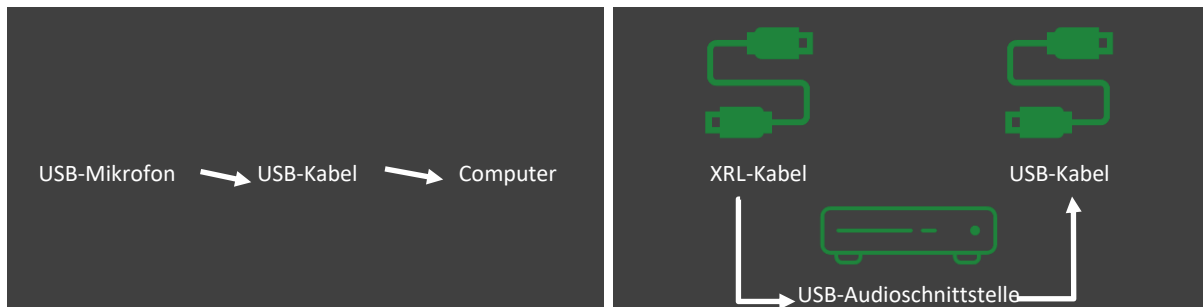 USB-Mikrofon USB-Kabel Computer
XRL-Kabel USB-Kabel
USB-Audioschnittstelle